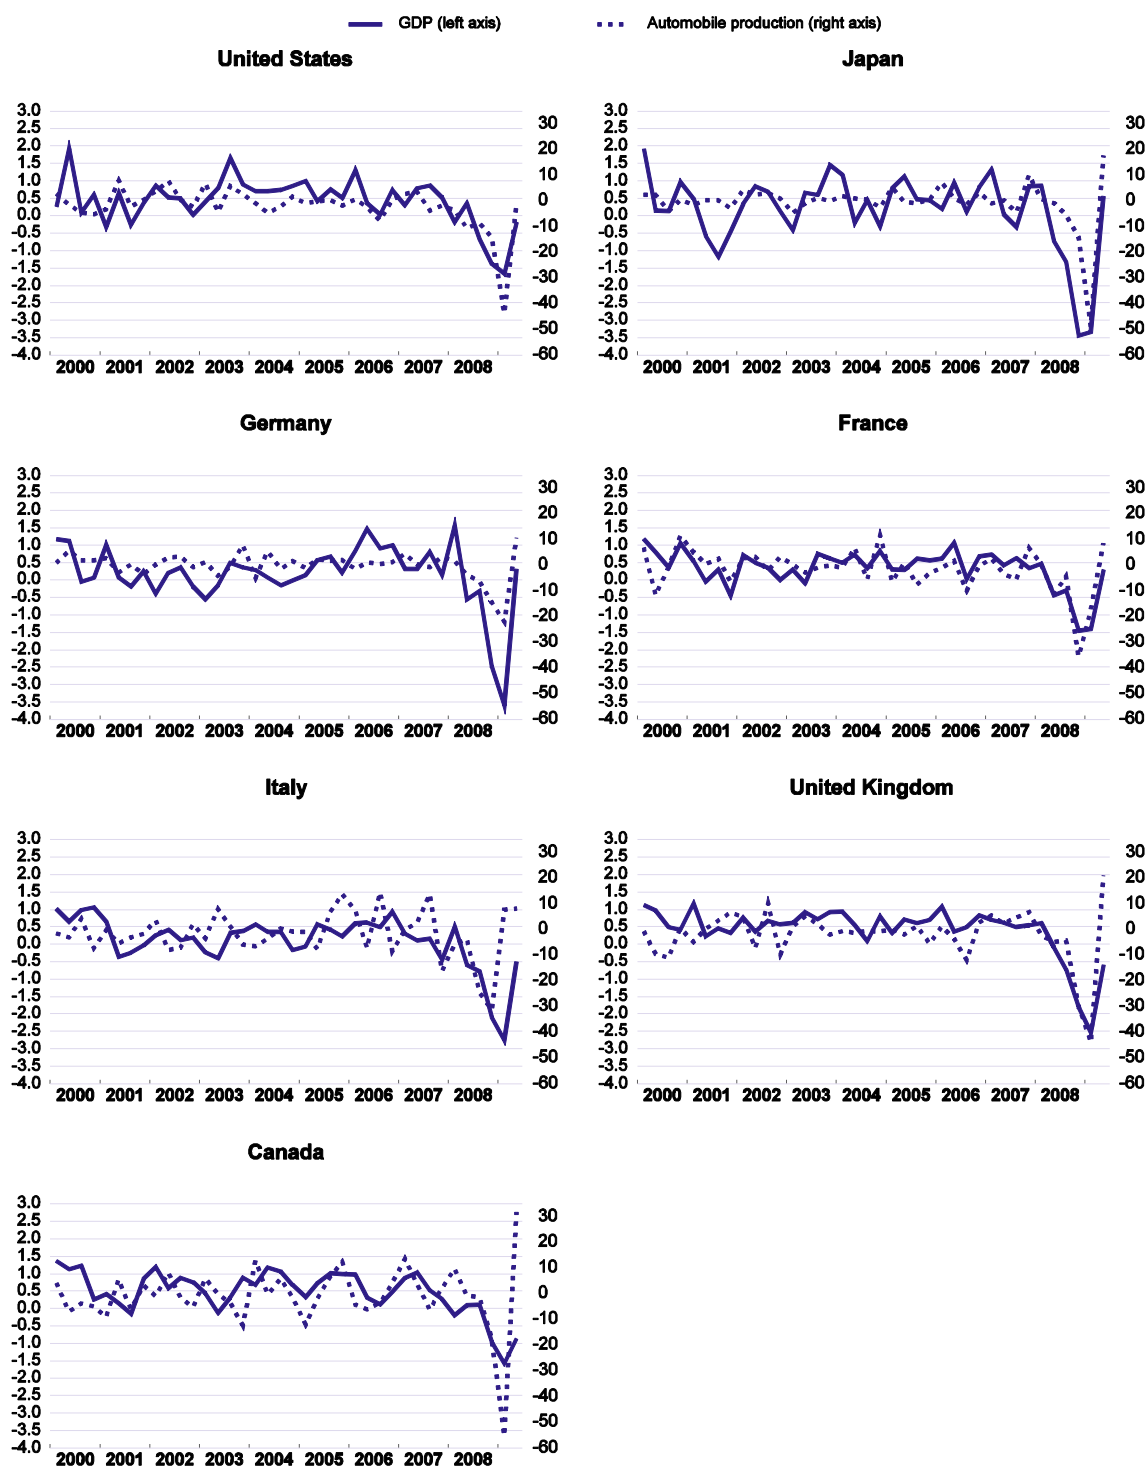 GDP (left axis) Automobile production (right axis)
United States Japan
3.0 3.0
2.5 30 2.5 30
2.0 20 2.0 20
1.5 1.5
1.0 10 1.0 10
0.5 0 0.5 0
0.0 0.0
-0.5 -10 -0.5 -10
-1.0 -1.0
-1.5 -20 -1.5 -20
-2.0 -30 -2.0 -30
-2.5 -40 -2.5 -40
-3.0 -3.0
-3.5 -50 -3.5 -50
-4.0 -60 -4.0 -60
2000 2001 2002 2003 2004 2005 2006 2007 2008 2000 2001 2002 2003 2004 2005 2006 2007 2008
Germany France
3.0 3.0
2.5 30 2.5 30
2.0 20 2.0 20
1.5 1.5
1.0 10 1.0 10
0.5 0 0.5 0
0.0 0.0
-0.5 -10 -0.5 -10
-1.0 -1.0
-1.5 -20 -1.5 -20
-2.0 -30 -2.0 -30
-2.5 -40 -2.5 -40
-3.0 -3.0
-3.5 -50 -3.5 -50
-4.0 -60 -4.0 -60
2000 2001 2002 2003 2004 2005 2006 2007 2008 2000 2001 2002 2003 2004 2005 2006 2007 2008
Italy United Kingdom
3.0 3.0
2.5 30 2.5 30
2.0 20 2.0 20
1.5 1.5
1.0 10 1.0 10
0.5 0 0.5 0
0.0 0.0
-0.5 -10 -0.5 -10
-1.0 -1.0
-1.5 -20 -1.5 -20
-2.0 -30 -2.0 -30
-2.5 -40 -2.5 -40
-3.0 -3.0
-3.5 -50 -3.5 -50
-4.0 -60 -4.0 -60
2000 2001 2002 2003 2004 2005 2006 2007 2008 2000 2001 2002 2003 2004 2005 2006 2007 2008
Canada
3.0
2.5 30
2.0 20
1.5
1.0 10
0.5 0
0.0
-0.5 -10
-1.0
-1.5 -20
-2.0 -30
-2.5 -40
-3.0
-3.5 -50
-4.0 -60
2000 2001 2002 2003 2004 2005 2006 2007 2008